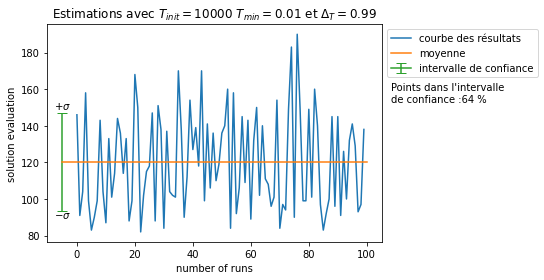 Estimations avec $T_{init}=10000$ $T_{min}=0.01$ et $\Delta_T=0.99$
courbe des résultats
moyenne
intervalle de confiance
Points dans l'intervalle
de confiance :64 %
solution evaluation
180
160
140
120
100
80
+σ
−σ
0
20
40
60
80
100
number of runs